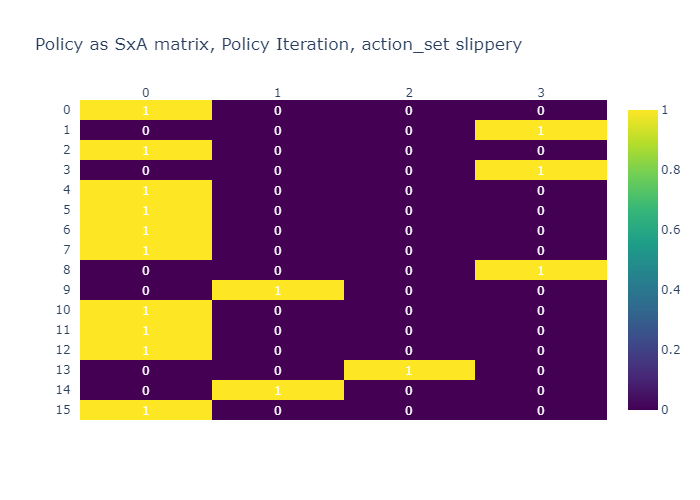 Policy as SxA matrix, Policy Iteration, action_set slippery
0 1 2 3
0 1 0 0 0 1
1 0 0 0 1
2 1 0 0 0 0.8
3 0 0 0 1
4 1 0 0 0
5 1 0 0 0 0.6
6 1 0 0 0
7 1 0 0 0
8 0 0 0 1 0.4
9 0 1 0 0
10 1 0 0 0
11 1 0 0 0
12 1 0 0 0 0.2
13 0 0 1 0
14 0 1 0 0
15 1 0 0 0 0